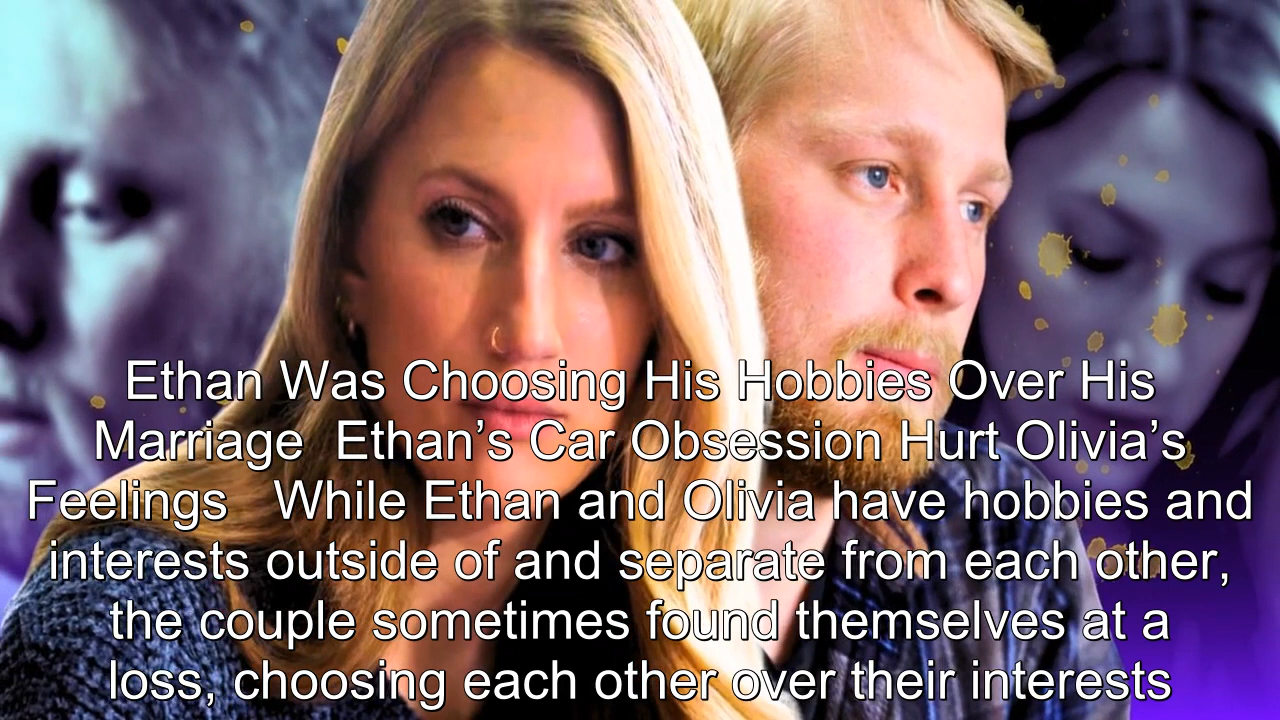 Ethan Was Choosing His Hobbies Over His
Marriage  Ethan’s Car Obsession Hurt Olivia’s
Feelings   While Ethan and Olivia have hobbies and
interests outside of and separate from each other,
the couple sometimes found themselves at a
loss, choosing each other over their interests